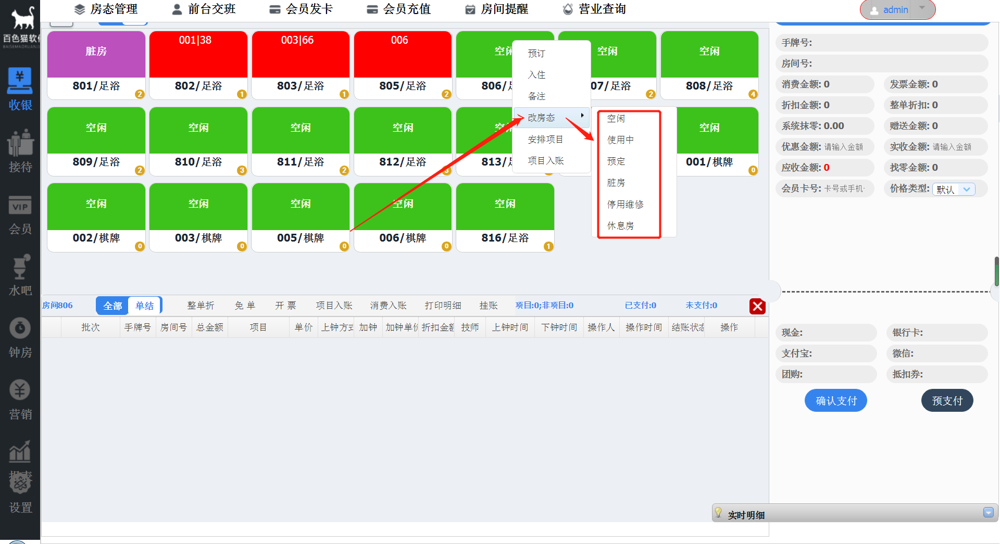 房态管理 前台交班 会员发卡 会员充值 房间提醒 营业查询 admin
百色猫软件
收银
接待
VIP
会员
水吧
钟房
营销
报表
设置
脏房 001|38 003|66 006 空闲 空闲 空闲
801/足浴 2 802/足浴 1 803/足浴 1 805/足浴 2 806/足 07/足浴 2 808/足浴 4
空闲 空闲 空闲 空闲 空闲 空闲
809/足浴 2 810/足浴 3 811/足浴 2 812/足浴 3 813/足 001/棋牌 0
空闲 空闲 空闲 空闲 空闲
002/棋牌 0 003/棋牌 0 005/棋牌 0 006/棋牌 0 816/足浴 1
预订
入住
备注
改房态
安排项目
项目入账
空闲
使用中
预定
脏房
停用维修
休息房
房间806 全部 单结 整单折 免 单 开 票 项目入账 消费入账 打印明细 挂账 项目:0;非项目:0 已支付:0 未支付:0
批次 手牌号 房间号 总金额 项目 单价 上钟方式 加钟 加钟单价 折扣金额 技师 上钟时间 下钟时间 操作人 操作时间 结账状态 操作
手牌号:
房间号:
消费金额: 0 发票金额: 0
折扣金额: 0 整单折扣: 0
系统抹零: 0.00 赠送金额: 0
优惠金额: 请输入金额 实收金额: 请输入金额
应收金额: 0 找零金额: 0
会员卡号: 卡号或手机 价格类型: 默认
现金: 银行卡:
支付宝: 微信:
团购: 抵扣券:
确认支付 预支付
实时明细